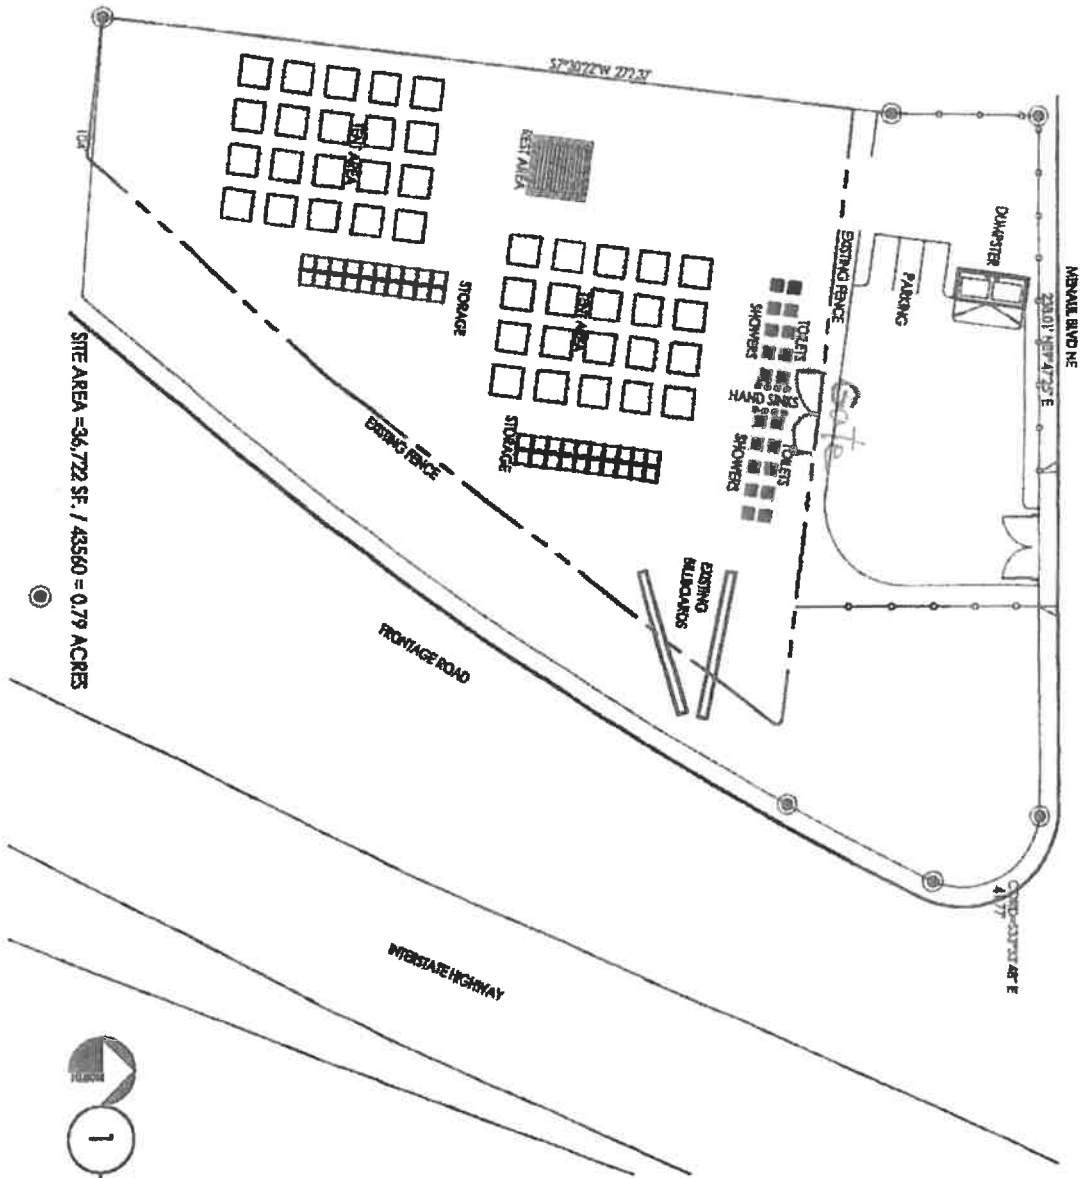 MENAUL BLVD NE
S7°30'22"W 272.37'
DUMPSTER
PARKING
EXISTING FENCE
Gate
REST AREA
TENT AREA
TENT AREA
TOILETS
SHOWERS
HAND SINKS
TOILETS
SHOWERS
STORAGE
STORAGE
EXISTING
BILLBOARDS
EXISTING FENCE
FRONTAGE ROAD
INTERSTATE HIGHWAY
SITE AREA =36,722 SF. / 43560 = 0.79 ACRES
NORTH
1